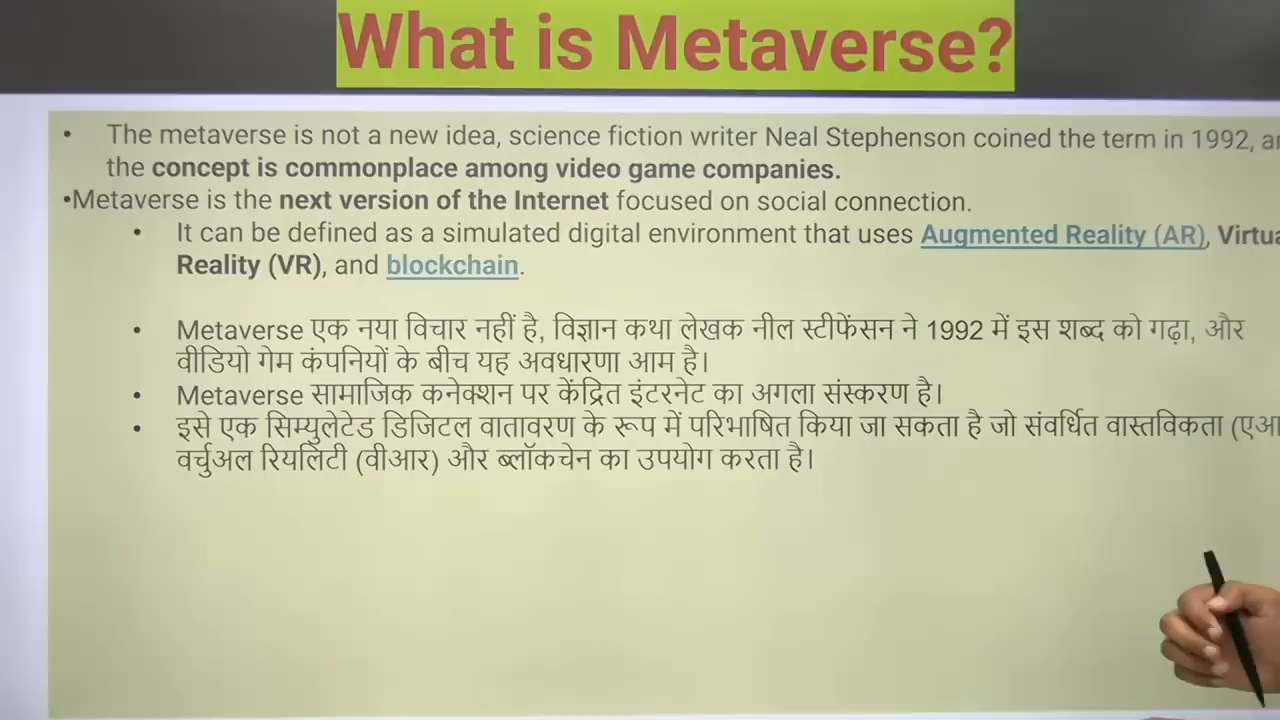 What is Metaverse?
• The metaverse is not a new idea, science fiction writer Neal Stephenson coined the term in 1992,
the concept is commonplace among video game companies.
•Metaverse is the next version of the Internet focused on social connection.
• It can be defined as a simulated digital environment that uses Augmented Reality (AR),
Reality (VR), and blockchain.
• Metaverse एक नया विचार नहीं है, विज्ञान कथा लेखक नील स्टीफेंसन ने 1992 में इस शब्द को गढ़ा, और
वीडियो गेम कंपनियों के बीच यह अवधारणा आम है।
• Metaverse सामाजिक कनेक्शन पर केंद्रित इंटरनेट का अगला संस्करण है।
• इसे एक सिम्युलेटेड डिजिटल वातावरण के रूप में परिभाषित किया जा सकता है जो संवर्धित वास्तविकता
वर्चुअल रियलिटी (वीआर) और ब्लॉकचेन का उपयोग करता है।